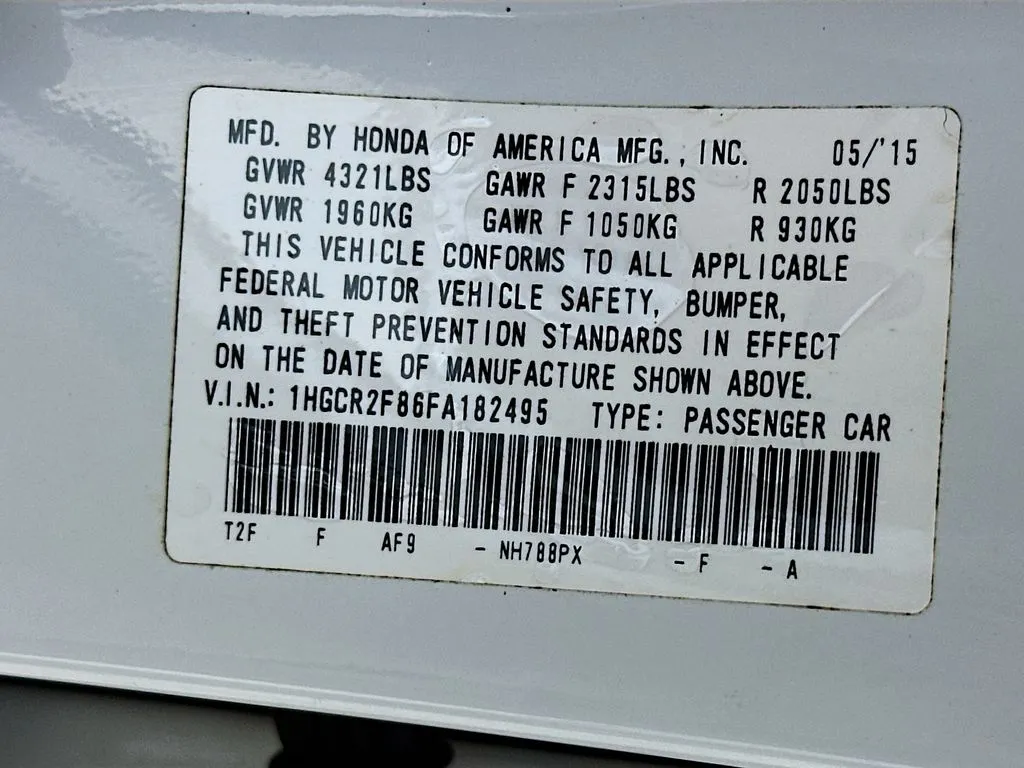 MFD. BY HONDA OF AMERICA MFG., INC. 05/'15
GVWR 4321LBS GAWR F 2315LBS R 2050LBS
GVWR 1960KG GAWR F 1050KG R 930KG
THIS VEHICLE CONFORMS TO ALL APPLICABLE
FEDERAL MOTOR VEHICLE SAFETY, BUMPER,
AND THEFT PREVENTION STANDARDS IN EFFECT
ON THE DATE OF MANUFACTURE SHOWN ABOVE.
V.I.N.: 1HGCR2F86FA182495 TYPE: PASSENGER CAR
T2F F AF9 - NH788PX - F - A